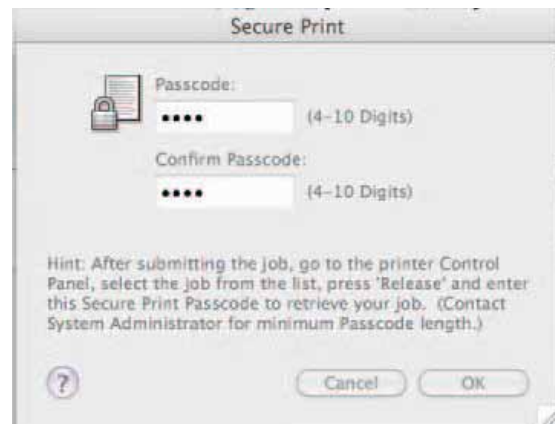 Secure Print
Passcode:
•••• (4-10 Digits)
Confirm Passcode:
•••• (4-10 Digits)
Hint: After submitting the job, go to the printer Control
Panel, select the job from the list, press 'Release' and enter
this Secure Print Passcode to retrieve your job. (Contact
System Administrator for minimum Passcode length.)
? Cancel OK